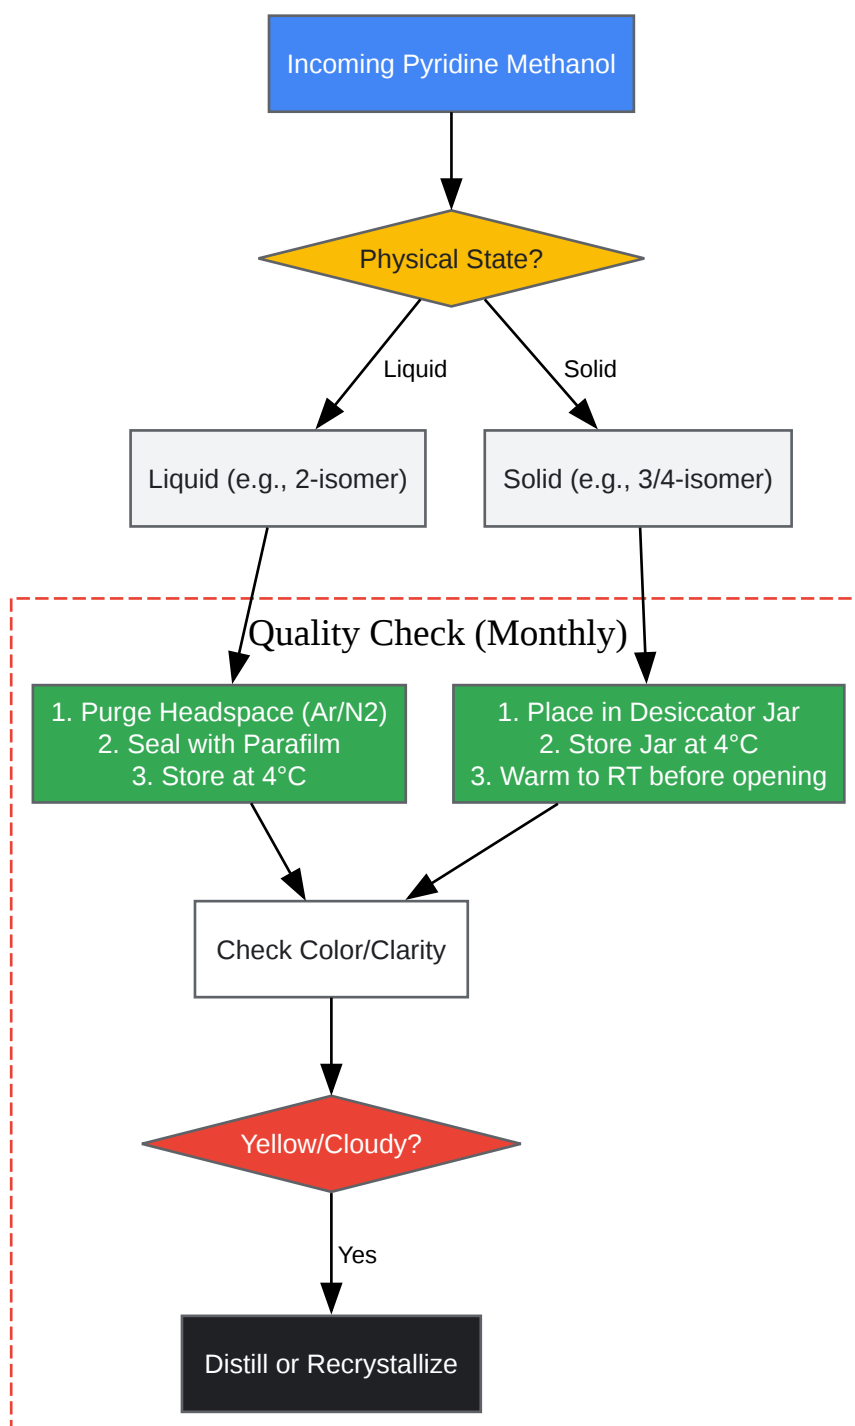 Incoming Pyridine Methanol
Physical State?
Liquid
Solid
Liquid (e.g., 2-isomer)
Solid (e.g., 3/4-isomer)
Quality Check (Monthly)
1. Purge Headspace (Ar/N2)
2. Seal with Parafilm
3. Store at 4°C
1. Place in Desiccator Jar
2. Store Jar at 4°C
3. Warm to RT before opening
Check Color/Clarity
Yellow/Cloudy?
Yes
Distill or Recrystallize